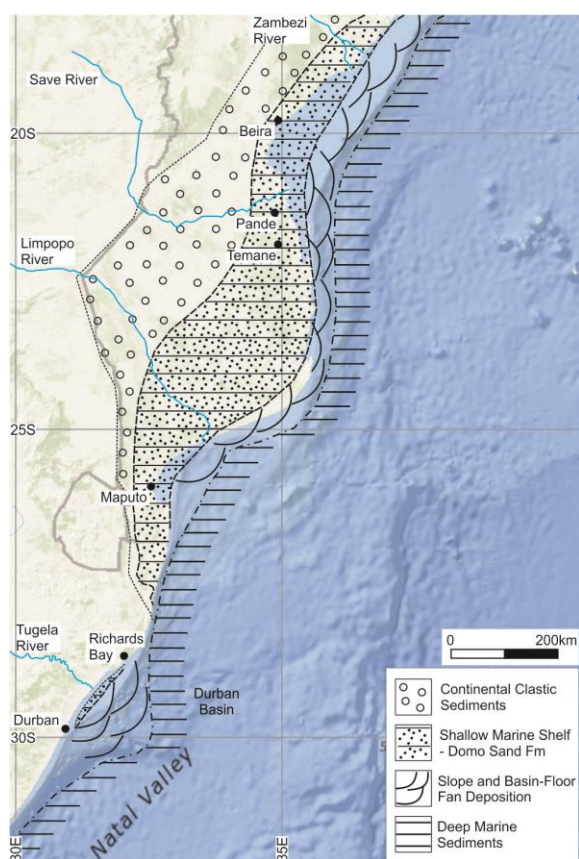 Zambezi
River
Save River
20S
Beira
Pande
Temane
Limpopo
River
25S
Maputo
Tugela
River
Richards
Bay
Durban
Durban
Basin
30S
Natal Valley
30E
35E
0
200km
Continental Clastic
Sediments
Shallow Marine Shelf
- Domo Sand Fm
Slope and Basin-Floor
Fan Deposition
Deep Marine
Sediments